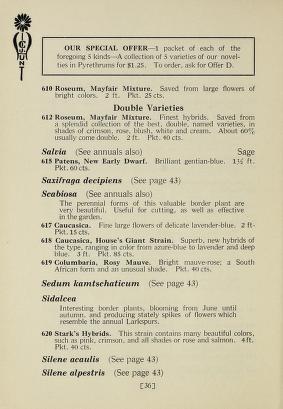 OUR SPECIAL OFFER—1 packet of each of the
foregoing 5 kinds—A collection of 5 varieties of our novel-
ties in Pyrethrums for $1.25. To order, ask for Offer D.
610 Roseum, Mayfair Mixture. Saved from large flowers of
bright colors. 2 ft. Pkt. 25 cts.
Double Varieties
612 Roseum, Mayfair Mixture. Finest hybrids. Saved from
a splendid collection of the best, double, named varieties, in
shades of crimson, rose, blush, white and cream. About 60%
usually come double. 2 ft. Pkt. 40 cts.
Salvia (See annuals also) Sage
615 Patens, New Early Dwarf. Brilliant gentian-blue. 1½ ft.
Pkt. 60 cts.
Saxifraga decipiens (See page 43)
Scabiosa (See annuals also)
The perennial forms of this valuable border plant are
very beautiful. Useful for cutting, as well as effective
in the garden.
617 Caucasica. Fine large flowers of delicate lavender-blue. 2 ft-
Pkt. 15 cts.
618 Caucasica, House's Giant Strain. Superb, new hybrids of
the type, ranging in color from azure-blue to lavender and deep
blue. 3 ft. Pkt. 85 cts.
619 Columbaria, Rosy Mauve. Bright mauve-rose; a South
African form and an unusual shade. Pkt. 40 cts.
Sedum kamtschaticum (See page 43)
Sidalcea
Interesting border plants, blooming from June until
autumn, and producing stately spikes of flowers which
resemble the annual Larkspurs.
620 Stark's Hybrids. This strain contains many beautiful colors,
such as pink, crimson, and all shades or rose and salmon. 4 ft.
Pkt. 40 cts.
Silene acaulis (See page 43)
Silene alpestris (See page 43)
[36]